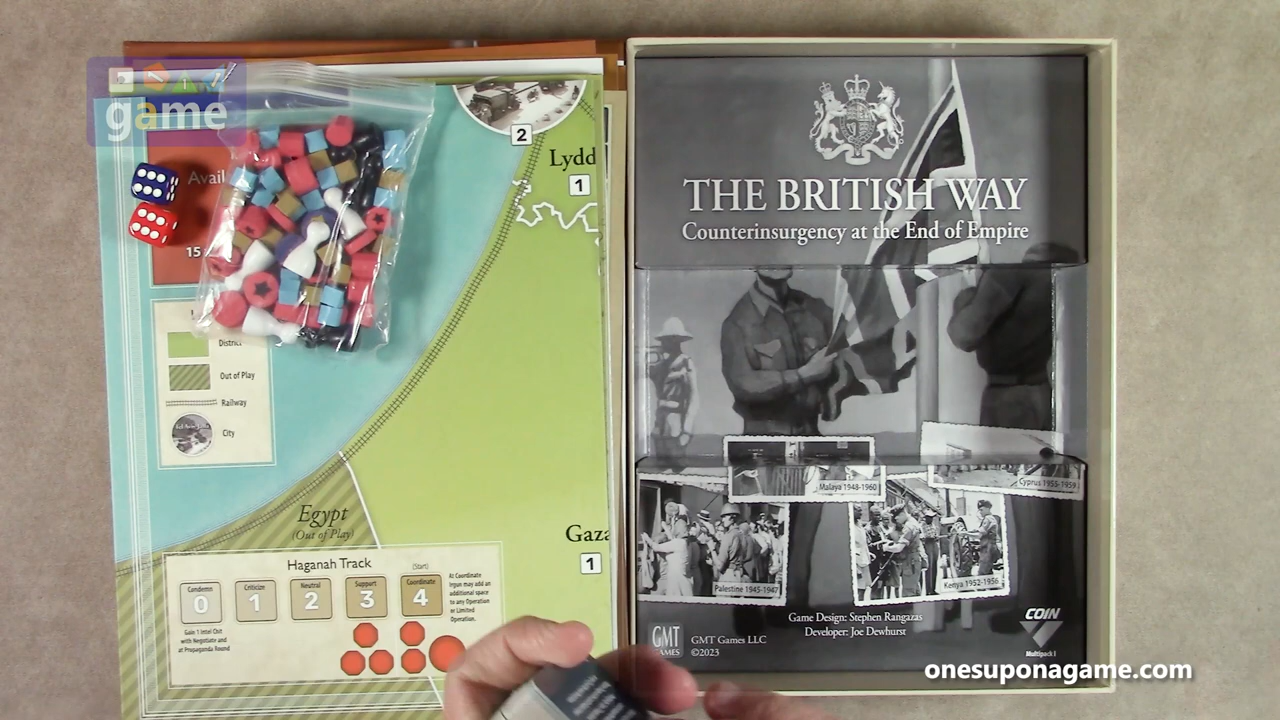 game
Avail
15
District
Out of Play
Railway
City
2
Lydd
1
Egypt
(Out of Play)
Gaza
1
Haganah Track
(Start)
Condemn
0
Criticize
1
Neutral
2
Support
3
Coordinate
4
Gain 1 Intel Chit
with Negotiate and
at Propaganda Round
At Coordinate
Irgun may add an
additional space
to any Operation
or Limited
Operation.
THE BRITISH WAY
Counterinsurgency at the End of Empire
Malaya 1948-1960
Cyprus 1955-1959
Palestine 1945-1947
Kenya 1952-1956
Game Design: Stephen Rangazas
Developer: Joe Dewhurst
GMT
GAMES
GMT Games LLC
©2023
COIN
Multipack I
onesuponagame.com